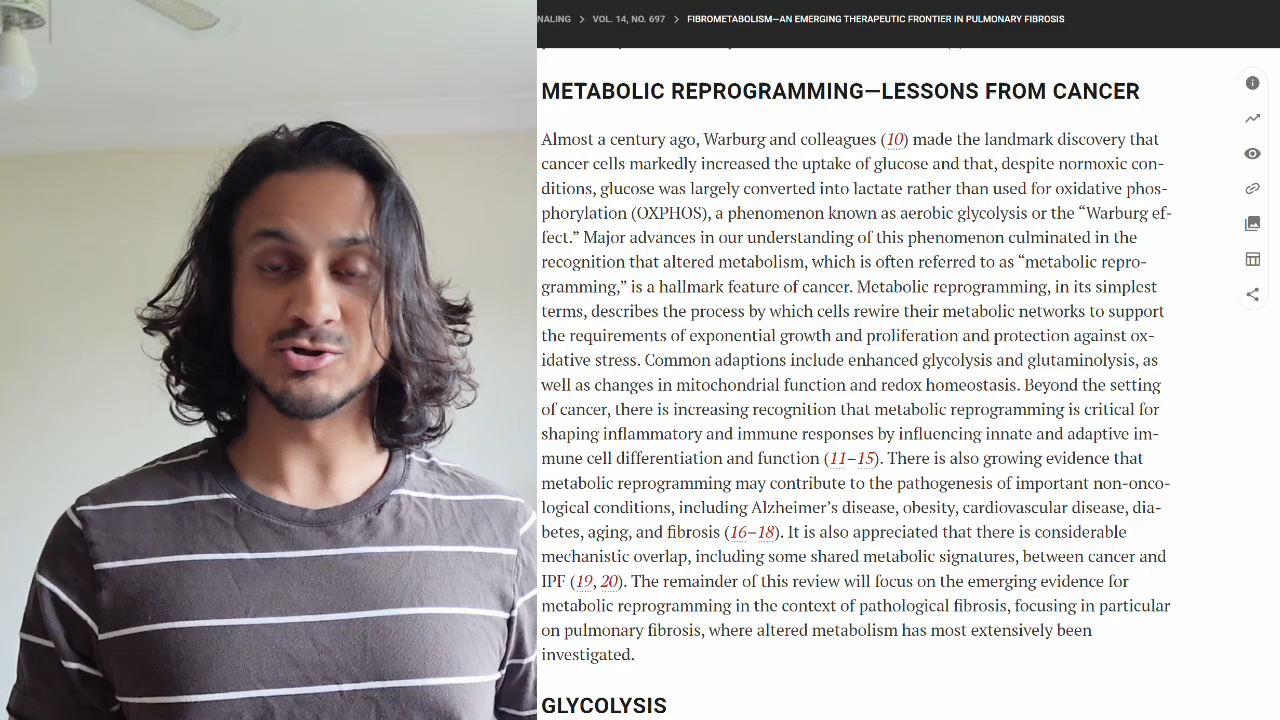 NALING > VOL. 14, NO. 697 > FIBROMETABOLISM—AN EMERGING THERAPEUTIC FRONTIER IN PULMONARY FIBROSIS
METABOLIC REPROGRAMMING—LESSONS FROM CANCER
Almost a century ago, Warburg and colleagues (10) made the landmark discovery that
cancer cells markedly increased the uptake of glucose and that, despite normoxic con-
ditions, glucose was largely converted into lactate rather than used for oxidative phos-
phorylation (OXPHOS), a phenomenon known as aerobic glycolysis or the “Warburg ef-
fect.” Major advances in our understanding of this phenomenon culminated in the
recognition that altered metabolism, which is often referred to as “metabolic repro-
gramming,” is a hallmark feature of cancer. Metabolic reprogramming, in its simplest
terms, describes the process by which cells rewire their metabolic networks to support
the requirements of exponential growth and proliferation and protection against ox-
idative stress. Common adaptions include enhanced glycolysis and glutaminolysis, as
well as changes in mitochondrial function and redox homeostasis. Beyond the setting
of cancer, there is increasing recognition that metabolic reprogramming is critical for
shaping inflammatory and immune responses by influencing innate and adaptive im-
mune cell differentiation and function (11–15). There is also growing evidence that
metabolic reprogramming may contribute to the pathogenesis of important non-onco-
logical conditions, including Alzheimer’s disease, obesity, cardiovascular disease, dia-
betes, aging, and fibrosis (16–18). It is also appreciated that there is considerable
mechanistic overlap, including some shared metabolic signatures, between cancer and
IPF (19, 20). The remainder of this review will focus on the emerging evidence for
metabolic reprogramming in the context of pathological fibrosis, focusing in particular
on pulmonary fibrosis, where altered metabolism has most extensively been
investigated.
GLYCOLYSIS